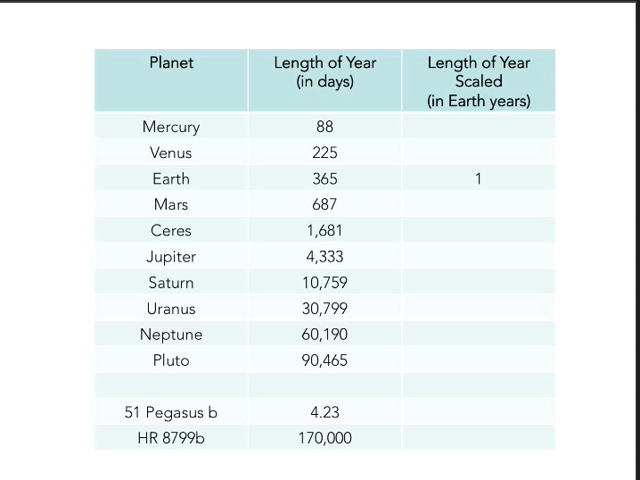 Planet Length of Year Length of Year
(in days) Scaled
(in Earth years)
Mercury 88
Venus 225
Earth 365 1
Mars 687
Ceres 1,681
Jupiter 4,333
Saturn 10,759
Uranus 30,799
Neptune 60,190
Pluto 90,465
51 Pegasus b 4.23
HR 8799b 170,000